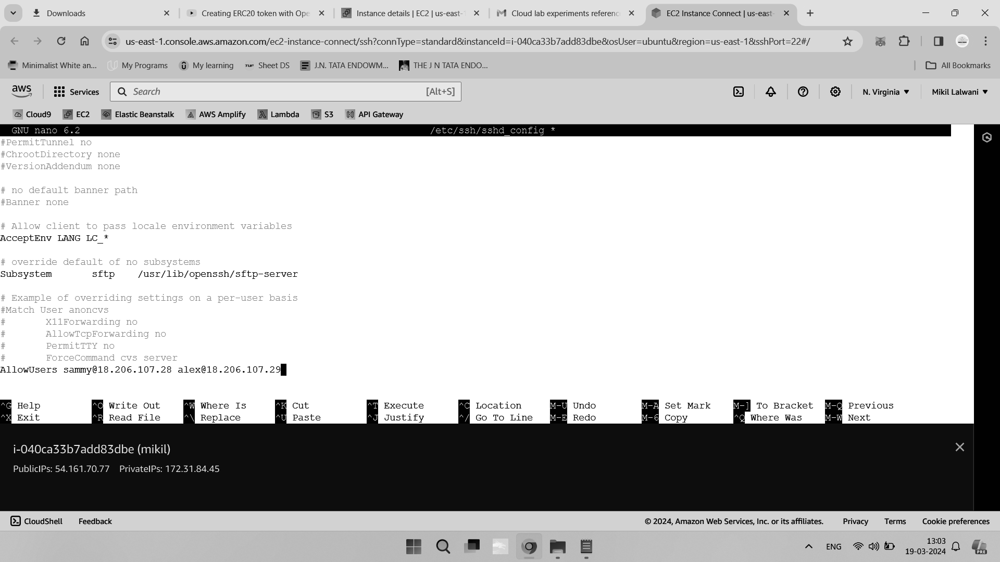 Downloads
Creating ERC20 token with Ope
Instance details | EC2 | us-east-1
Cloud lab experiments reference
EC2 Instance Connect | us-east-
us-east-1.console.aws.amazon.com/ec2-instance-connect/ssh?connType=standard&instanceId=i-040ca33b7add83dbe&osUser=ubuntu&region=us-east-1&sshPort=22#/
Minimalist White an...
My Programs
My learning
TUF Sheet DS
J.N. TATA ENDOWM...
THE J N TATA ENDO...
All Bookmarks
aws
Services
Search
[Alt+S]
N. Virginia
Mikil Lalwani
Cloud9
EC2
Elastic Beanstalk
AWS Amplify
Lambda
S3
API Gateway
GNU nano 6.2 /etc/ssh/sshd_config *
#PermitTunnel no
#ChrootDirectory none
#VersionAddendum none
# no default banner path
#Banner none
# Allow client to pass locale environment variables
AcceptEnv LANG LC_*
# override default of no subsystems
Subsystem sftp /usr/lib/openssh/sftp-server
# Example of overriding settings on a per-user basis
#Match User anoncvs
# X11Forwarding no
# AllowTcpForwarding no
# PermitTTY no
# ForceCommand cvs server
AllowUsers sammy@18.206.107.28 alex@18.206.107.29
^G Help ^O Write Out ^W Where Is ^K Cut ^T Execute ^C Location M-U Undo M-A Set Mark M-] To Bracket M-Q Previous
^X Exit ^R Read File ^\ Replace ^U Paste ^J Justify ^/ Go To Line M-E Redo M-6 Copy ^Q Where Was M-W Next
i-040ca33b7add83dbe (mikil)
PublicIPs: 54.161.70.77 PrivateIPs: 172.31.84.45
CloudShell
Feedback
© 2024, Amazon Web Services, Inc. or its affiliates.
Privacy
Terms
Cookie preferences
ENG
13:03
19-03-2024
PRE